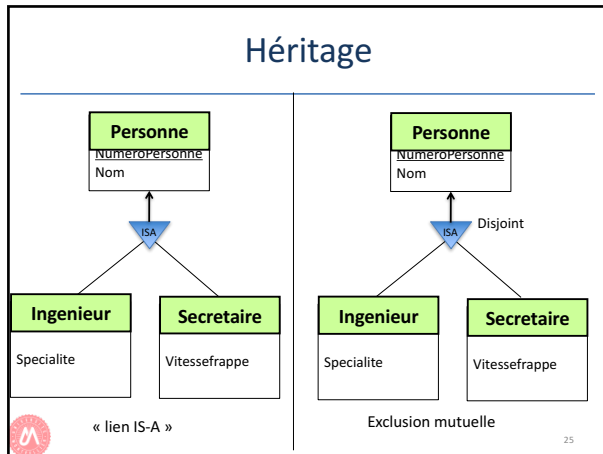 Héritage
Personne
NumeroPersonne
Nom
ISA
Ingenieur
Specialite
Secretaire
Vitessefrappe
« lien IS-A »
Personne
NumeroPersonne
Nom
ISA
Disjoint
Ingenieur
Specialite
Secretaire
Vitessefrappe
Exclusion mutuelle
25